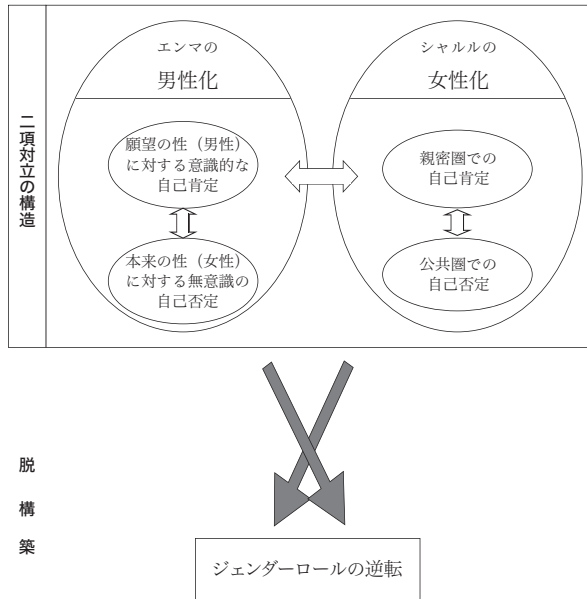 二項対立の構造
エンマの
男性化
願望の性（男性）
に対する意識的な
自己肯定
本来の性（女性）
に対する無意識の
自己否定
シャルルの
女性化
親密圏での
自己肯定
公共圏での
自己否定
脱構築
ジェンダーロールの逆転